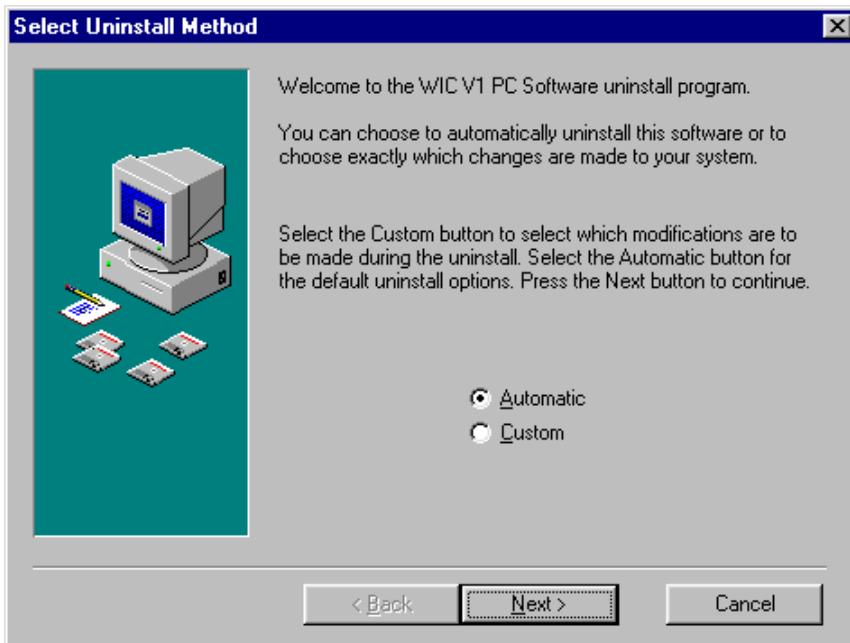 Select Uninstall Method
Welcome to the WIC V1 PC Software uninstall program.
You can choose to automatically uninstall this software or to
choose exactly which changes are made to your system.
Select the Custom button to select which modifications are to
be made during the uninstall. Select the Automatic button for
the default uninstall options. Press the Next button to continue.
Automatic
Custom
< Back
Next >
Cancel